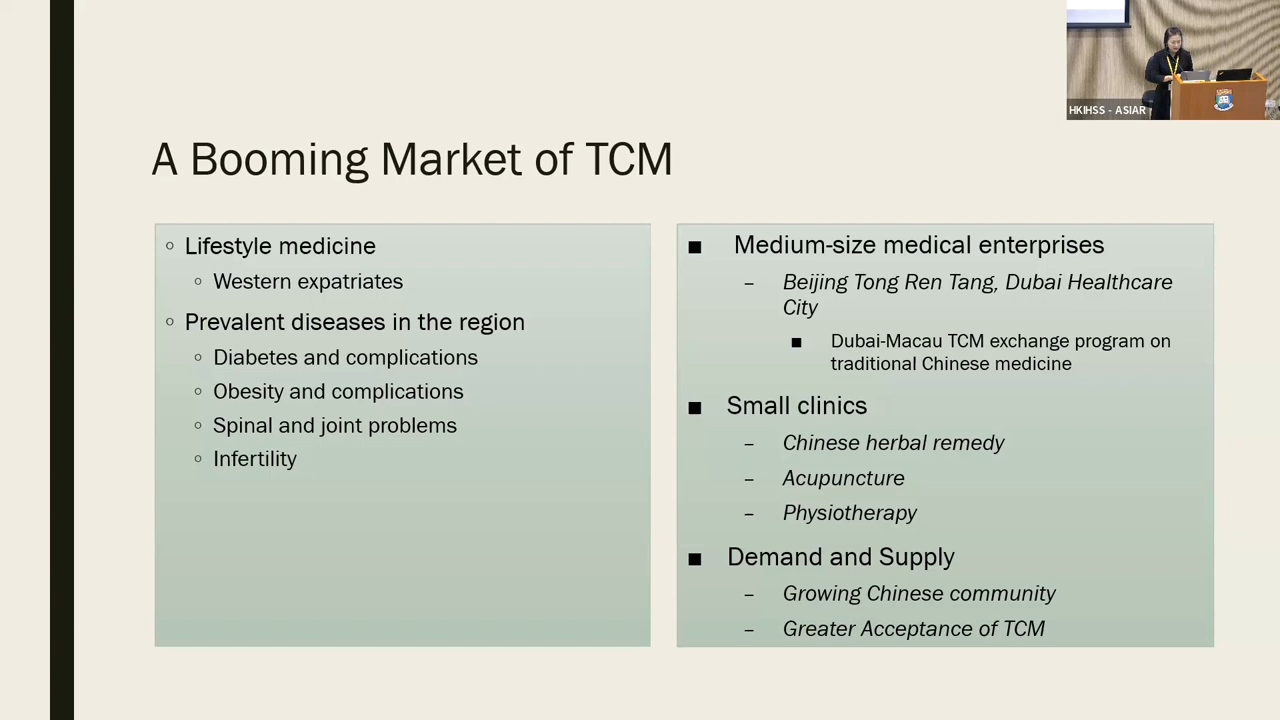 HKIHSS - ASIAR
A Booming Market of TCM
Lifestyle medicine
Western expatriates
Prevalent diseases in the region
Diabetes and complications
Obesity and complications
Spinal and joint problems
Infertility
Medium-size medical enterprises
– Beijing Tong Ren Tang, Dubai Healthcare
City
Dubai-Macau TCM exchange program on
traditional Chinese medicine
Small clinics
– Chinese herbal remedy
– Acupuncture
– Physiotherapy
Demand and Supply
– Growing Chinese community
– Greater Acceptance of TCM